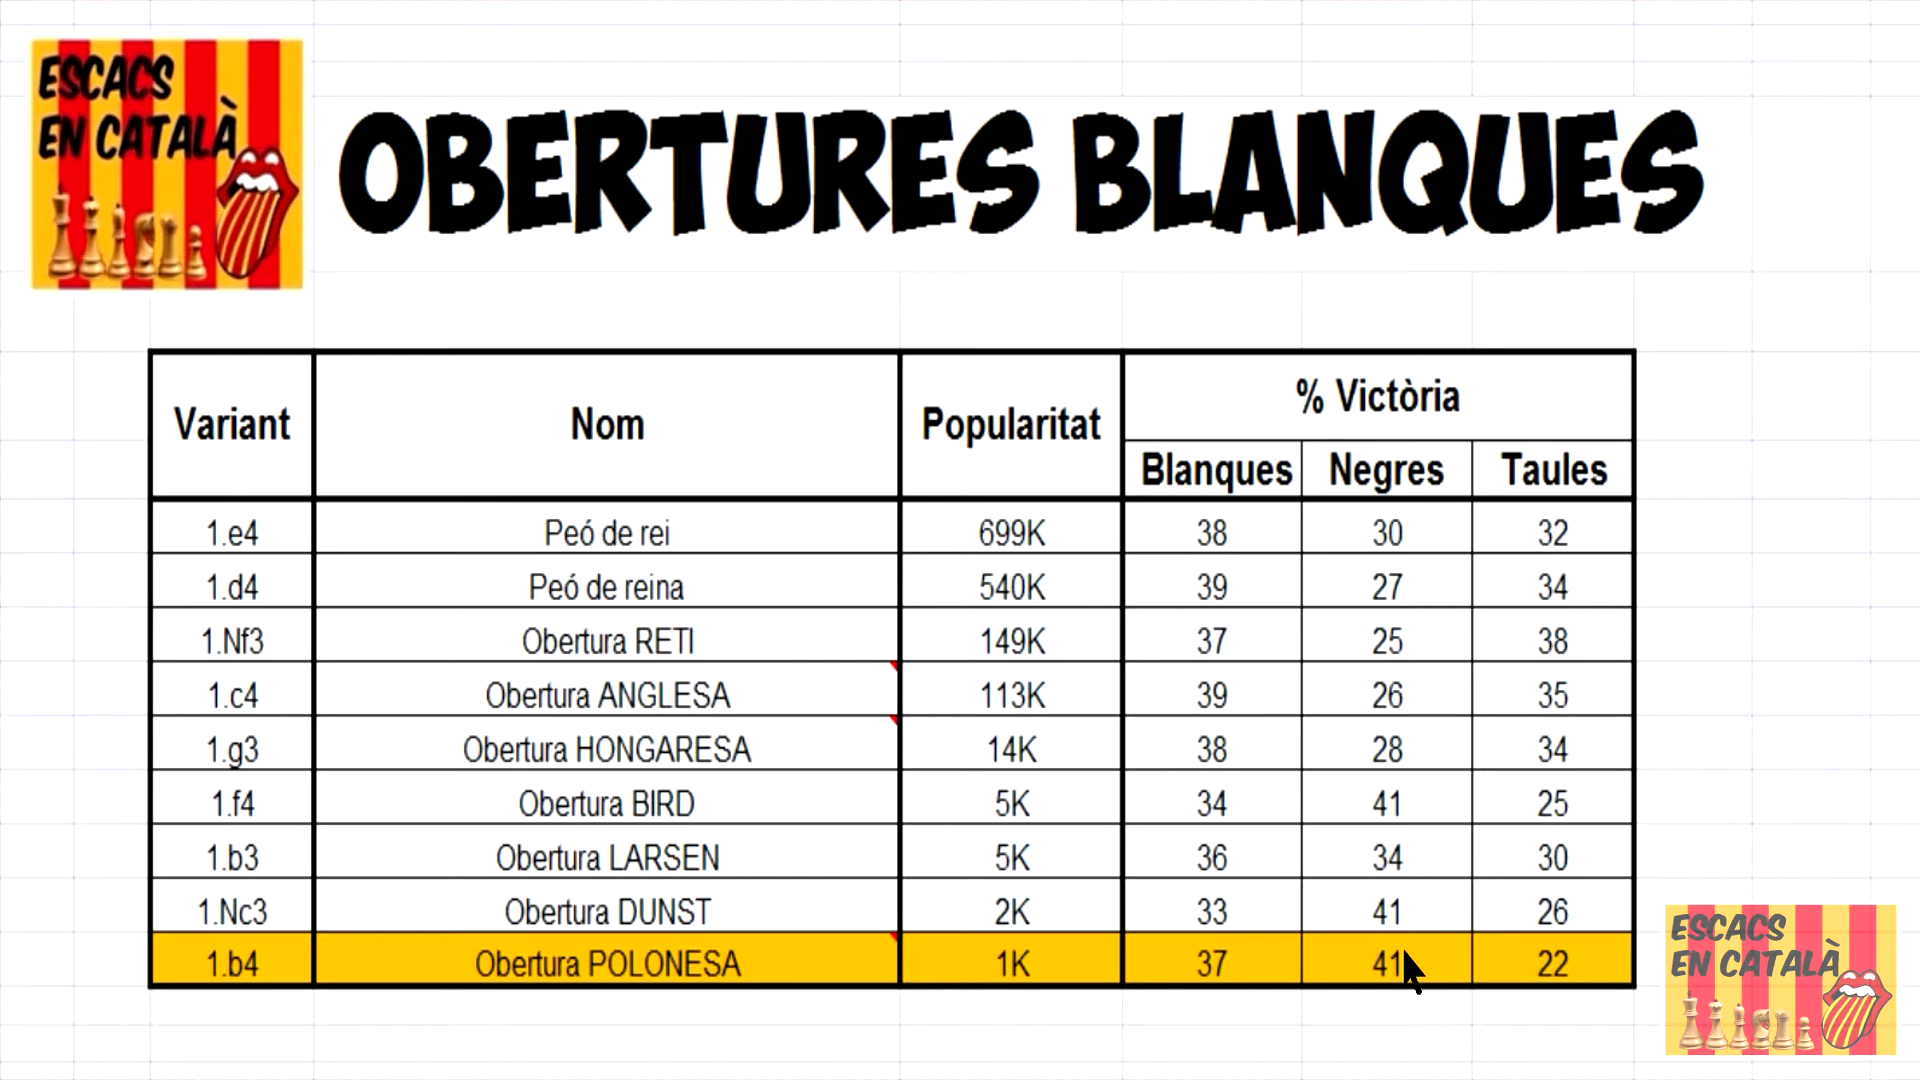 ESCACS
EN CATALÀ
OBERTURES BLANQUES
Variant Nom Popularitat % Victòria
Blanques Negres Taules
1.e4 Peó de rei 699K 38 30 32
1.d4 Peó de reina 540K 39 27 34
1.Nf3 Obertura RETI 149K 37 25 38
1.c4 Obertura ANGLESA 113K 39 26 35
1.g3 Obertura HONGARESA 14K 38 28 34
1.f4 Obertura BIRD 5K 34 41 25
1.b3 Obertura LARSEN 5K 36 34 30
1.Nc3 Obertura DUNST 2K 33 41 26
1.b4 Obertura POLONESA 1K 37 41 22
ESCACS
EN CATALÀ